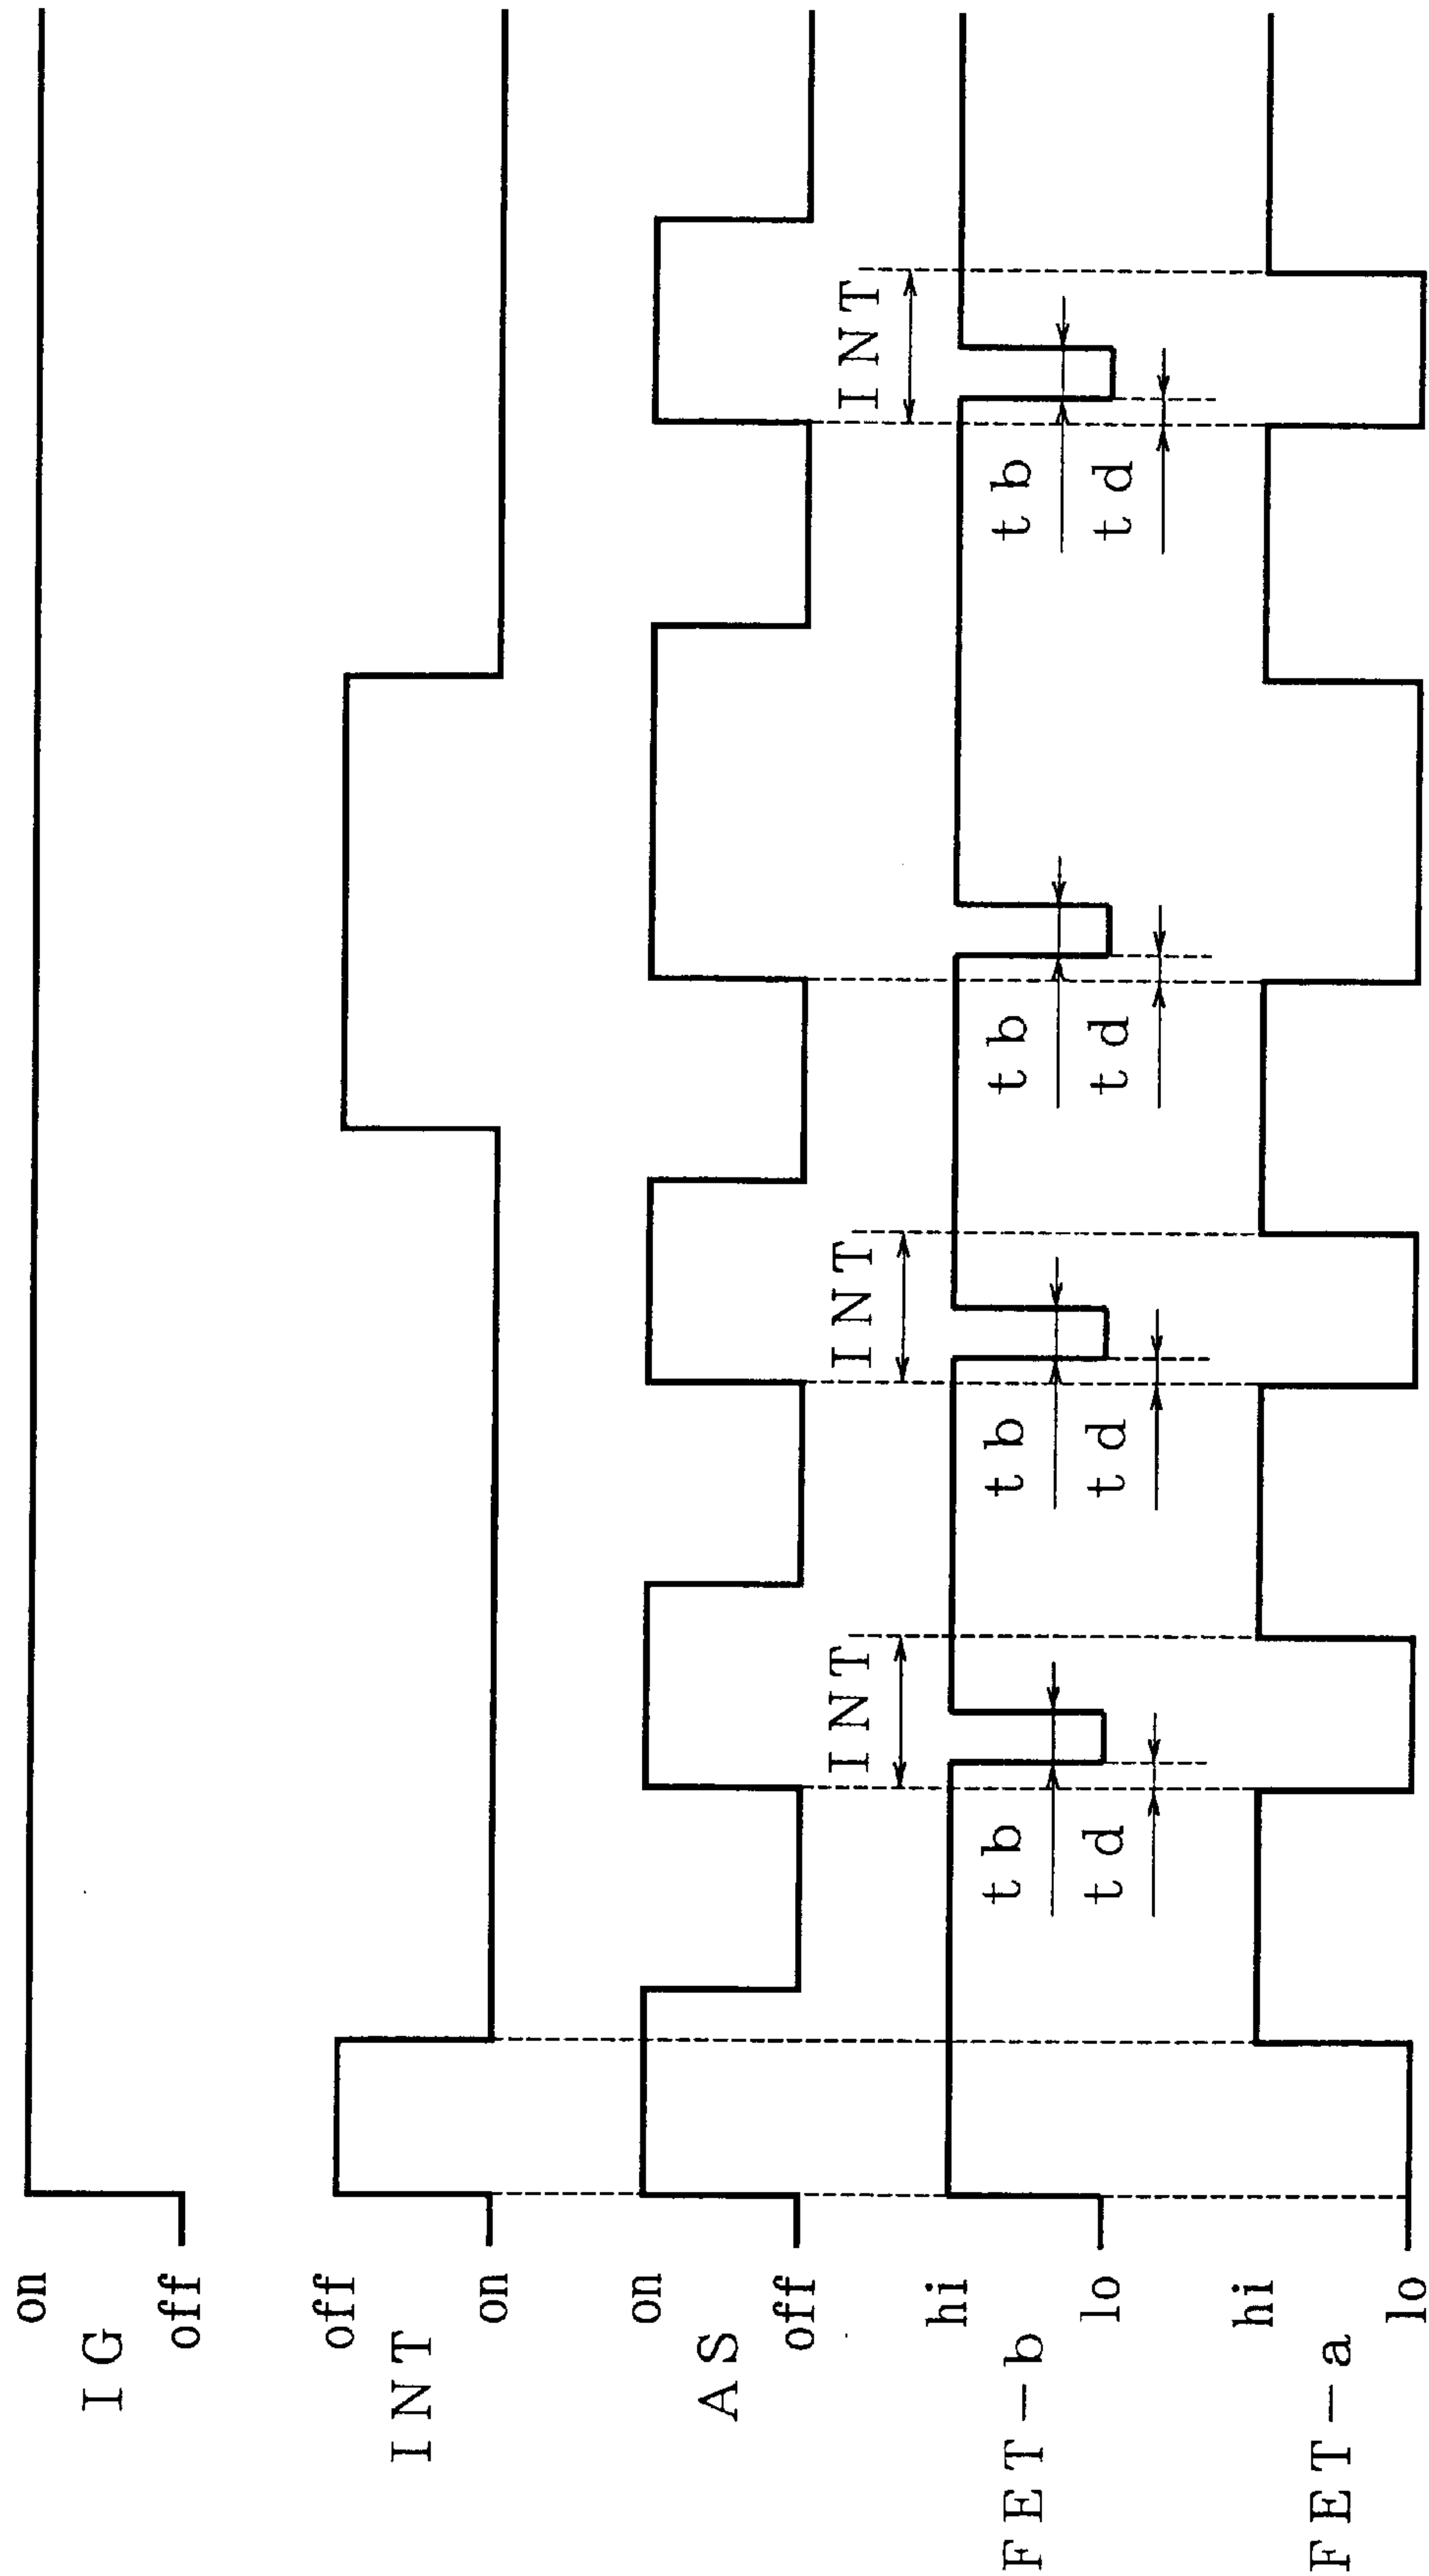 IG
on
off
INT
off
on
AS
on
off
FET-b
hi
lo
FET-a
hi
lo
INT
INT
INT
tb
td
tb
td
tb
td
tb
td